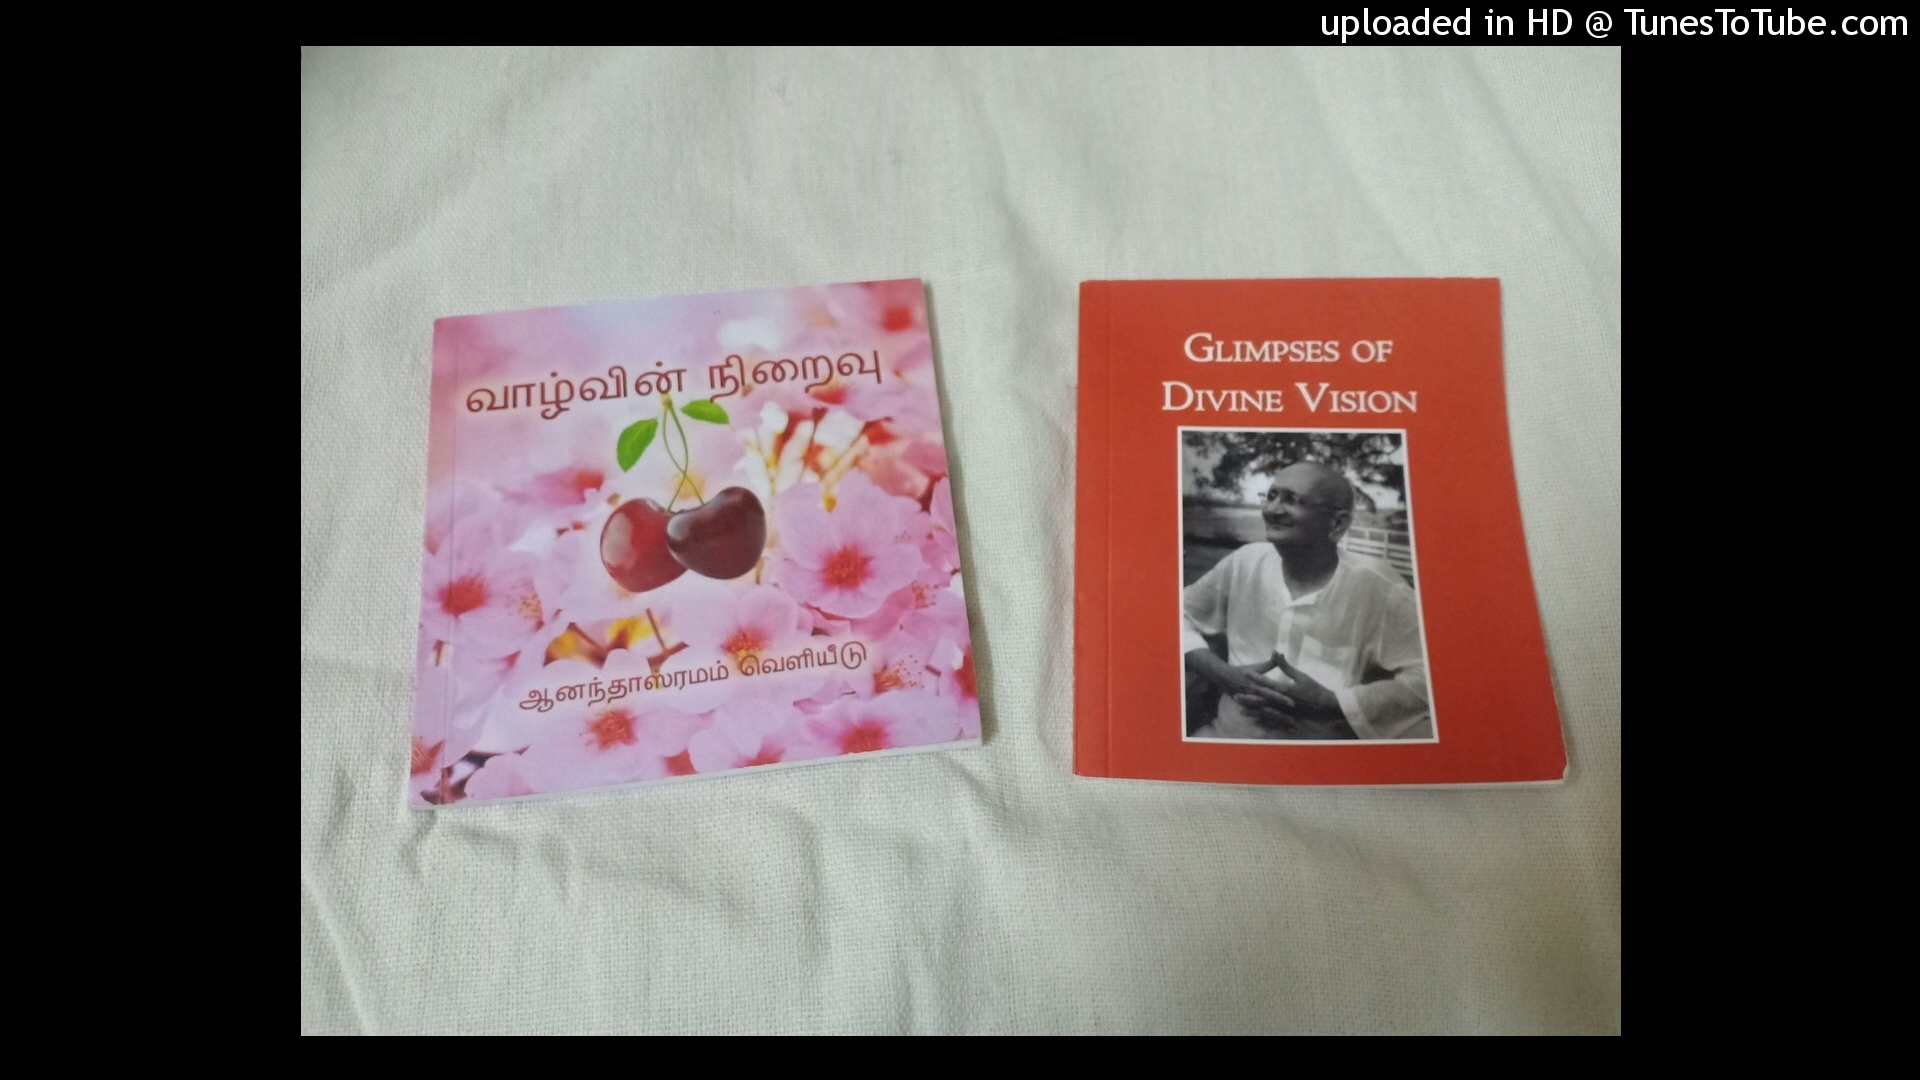 uploaded in HD @ TunesToTube.com
வாழ்வின் நிறைவு
ஆனந்தாஸ்ரமம் வெளியீடு
GLIMPSES OF
DIVINE VISION